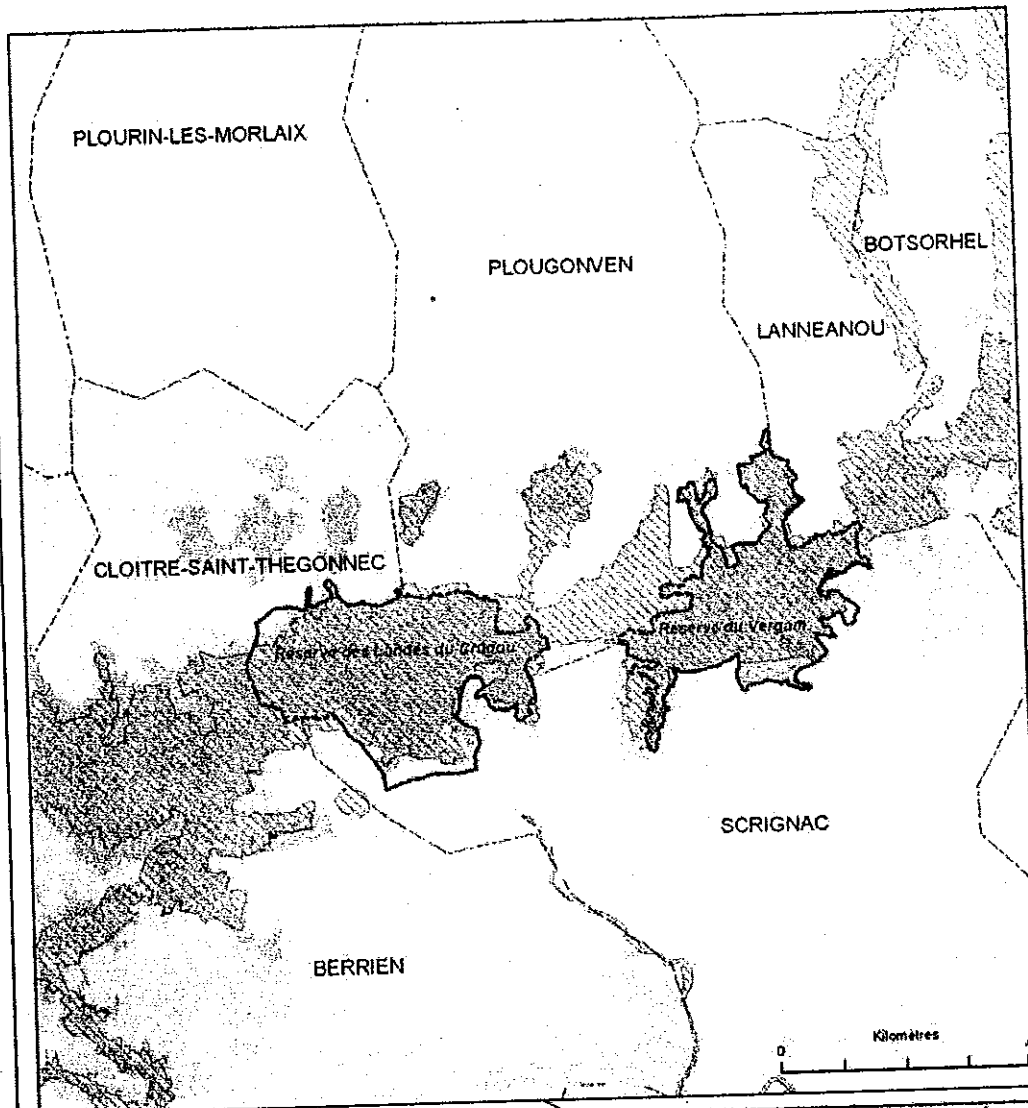 PLOURIN-LES-MORLAIX
PLOUGONVEN
BOTSORHEL
LANNEANOU
CLOITRE-SAINT-THEGONNEC
Réserve du Vergam
Réserve des Landes du Cragou
SCRIGNAC
BERRIEN
Kilomètres
0